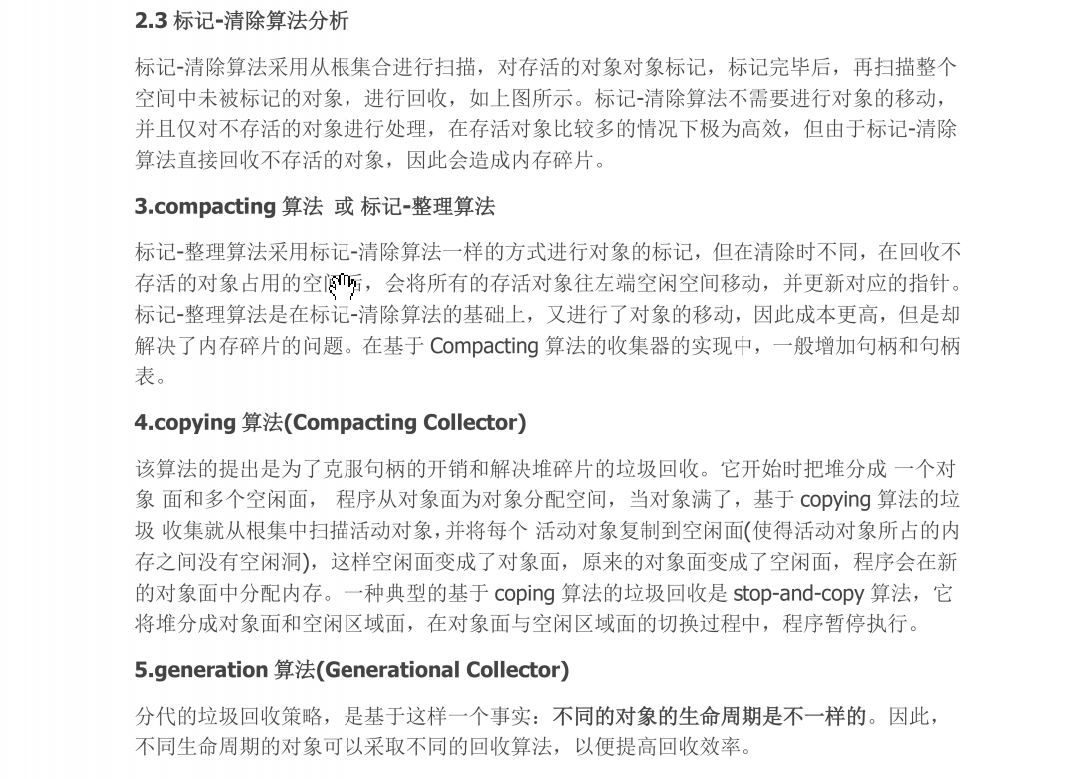 2.3 标记-清除算法分析
标记-清除算法采用从根集合进行扫描，对存活的对象对象标记，标记完毕后，再扫描整个
空间中未被标记的对象，进行回收，如上图所示。标记-清除算法不需要进行对象的移动，
并且仅对不存活的对象进行处理，在存活对象比较多的情况下极为高效，但由于标记-清除
算法直接回收不存活的对象，因此会造成内存碎片。
3.compacting 算法 或 标记-整理算法
标记-整理算法采用标记-清除算法一样的方式进行对象的标记，但在清除时不同，在回收不
存活的对象占用的空间后，会将所有的存活对象往左端空闲空间移动，并更新对应的指针。
标记-整理算法是在标记-清除算法的基础上，又进行了对象的移动，因此成本更高，但是却
解决了内存碎片的问题。在基于 Compacting 算法的收集器的实现中，一般增加句柄和句柄
表。
4.copying 算法(Compacting Collector)
该算法的提出是为了克服句柄的开销和解决堆碎片的垃圾回收。它开始时把堆分成 一个对
象 面和多个空闲面， 程序从对象面为对象分配空间，当对象满了，基于 copying 算法的垃
圾 收集就从根集中扫描活动对象，并将每个 活动对象复制到空闲面(使得活动对象所占的内
存之间没有空闲洞)，这样空闲面变成了对象面，原来的对象面变成了空闲面，程序会在新
的对象面中分配内存。一种典型的基于 coping 算法的垃圾回收是 stop-and-copy 算法，它
将堆分成对象面和空闲区域面，在对象面与空闲区域面的切换过程中，程序暂停执行。
5.generation 算法(Generational Collector)
分代的垃圾回收策略，是基于这样一个事实：不同的对象的生命周期是不一样的。因此，
不同生命周期的对象可以采取不同的回收算法，以便提高回收效率。